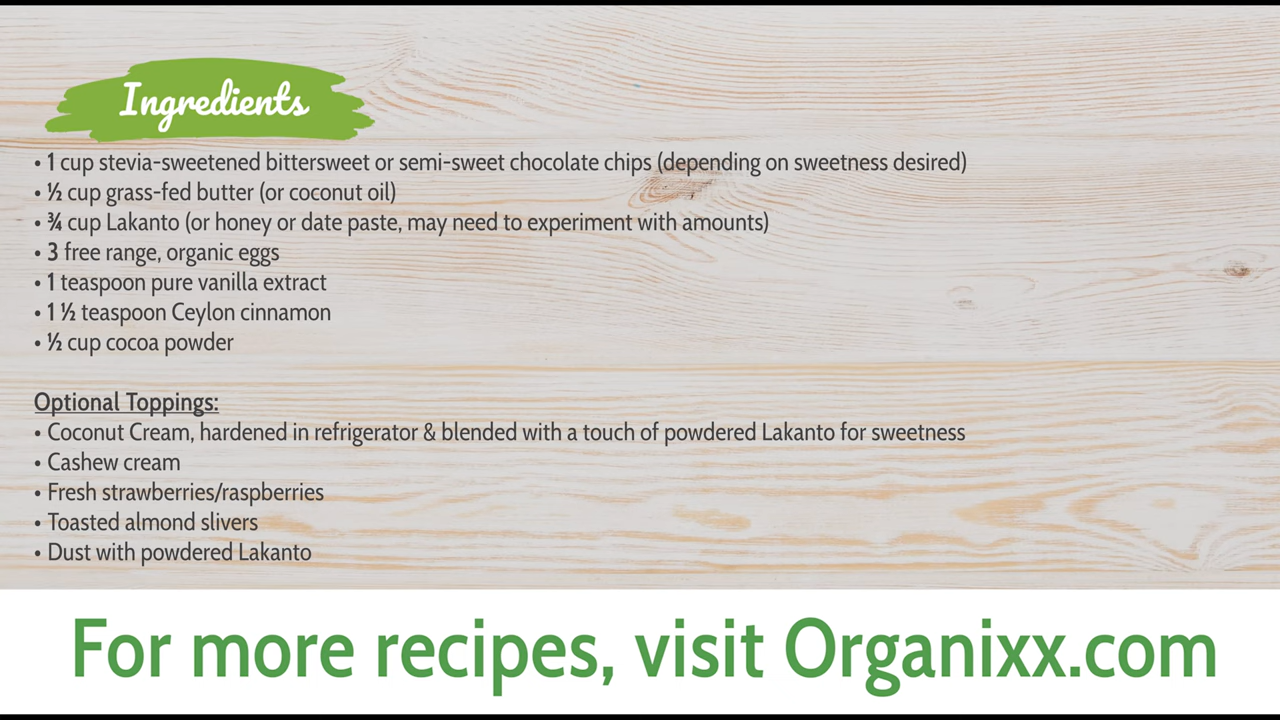 Ingredients
• 1 cup stevia-sweetened bittersweet or semi-sweet chocolate chips (depending on sweetness desired)
• ½ cup grass-fed butter (or coconut oil)
• ¾ cup Lakanto (or honey or date paste, may need to experiment with amounts)
• 3 free range, organic eggs
• 1 teaspoon pure vanilla extract
• 1 ½ teaspoon Ceylon cinnamon
• ½ cup cocoa powder
Optional Toppings:
• Coconut Cream, hardened in refrigerator & blended with a touch of powdered Lakanto for sweetness
• Cashew cream
• Fresh strawberries/raspberries
• Toasted almond slivers
• Dust with powdered Lakanto
For more recipes, visit Organixx.com